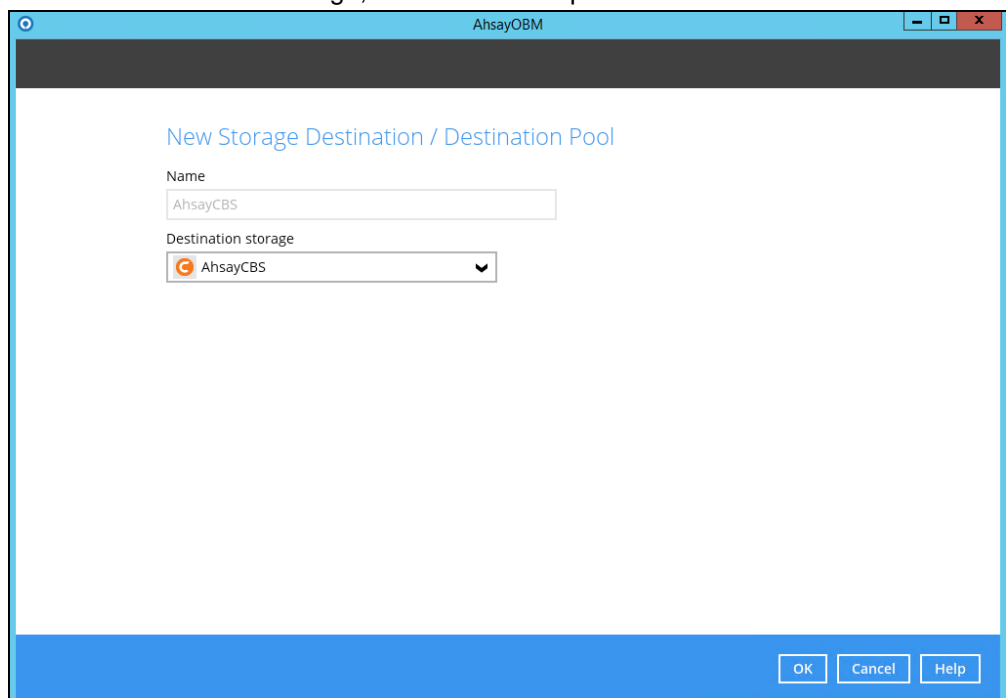 AhsayOBM
New Storage Destination / Destination Pool
Name
AhsayCBS
Destination storage
AhsayCBS
OK Cancel Help